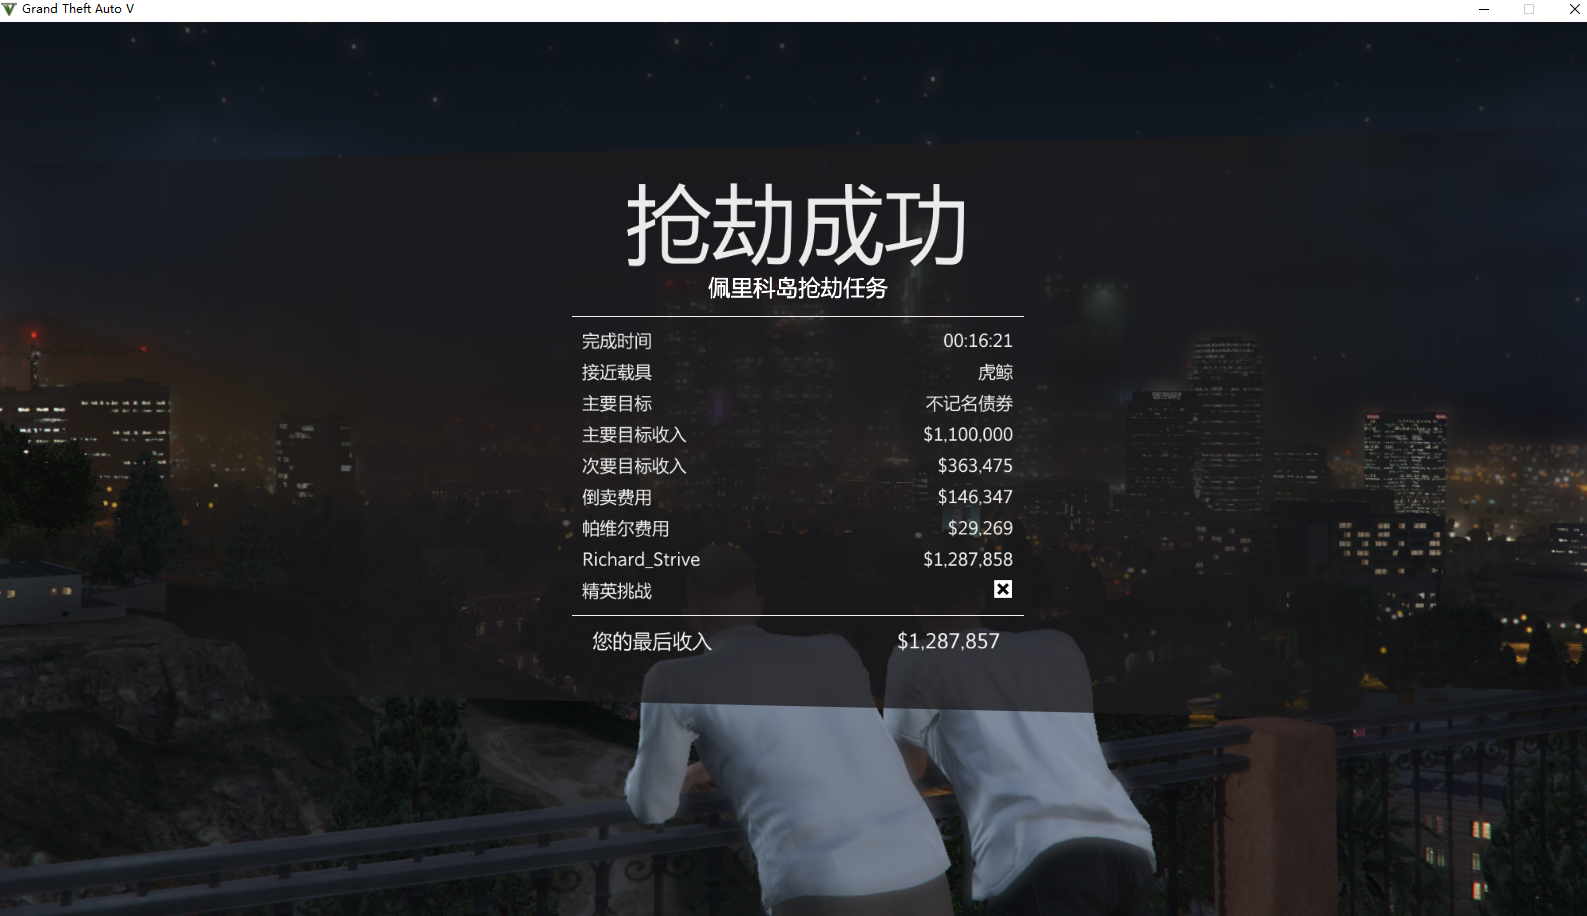 Grand Theft Auto V
抢劫成功
佩里科岛抢劫任务
完成时间 00:16:21
接近载具 虎鲸
主要目标 不记名债券
主要目标收入 $1,100,000
次要目标收入 $363,475
倒卖费用 $146,347
帕维尔费用 $29,269
Richard_Strive $1,287,858
精英挑战
您的最后收入 $1,287,857